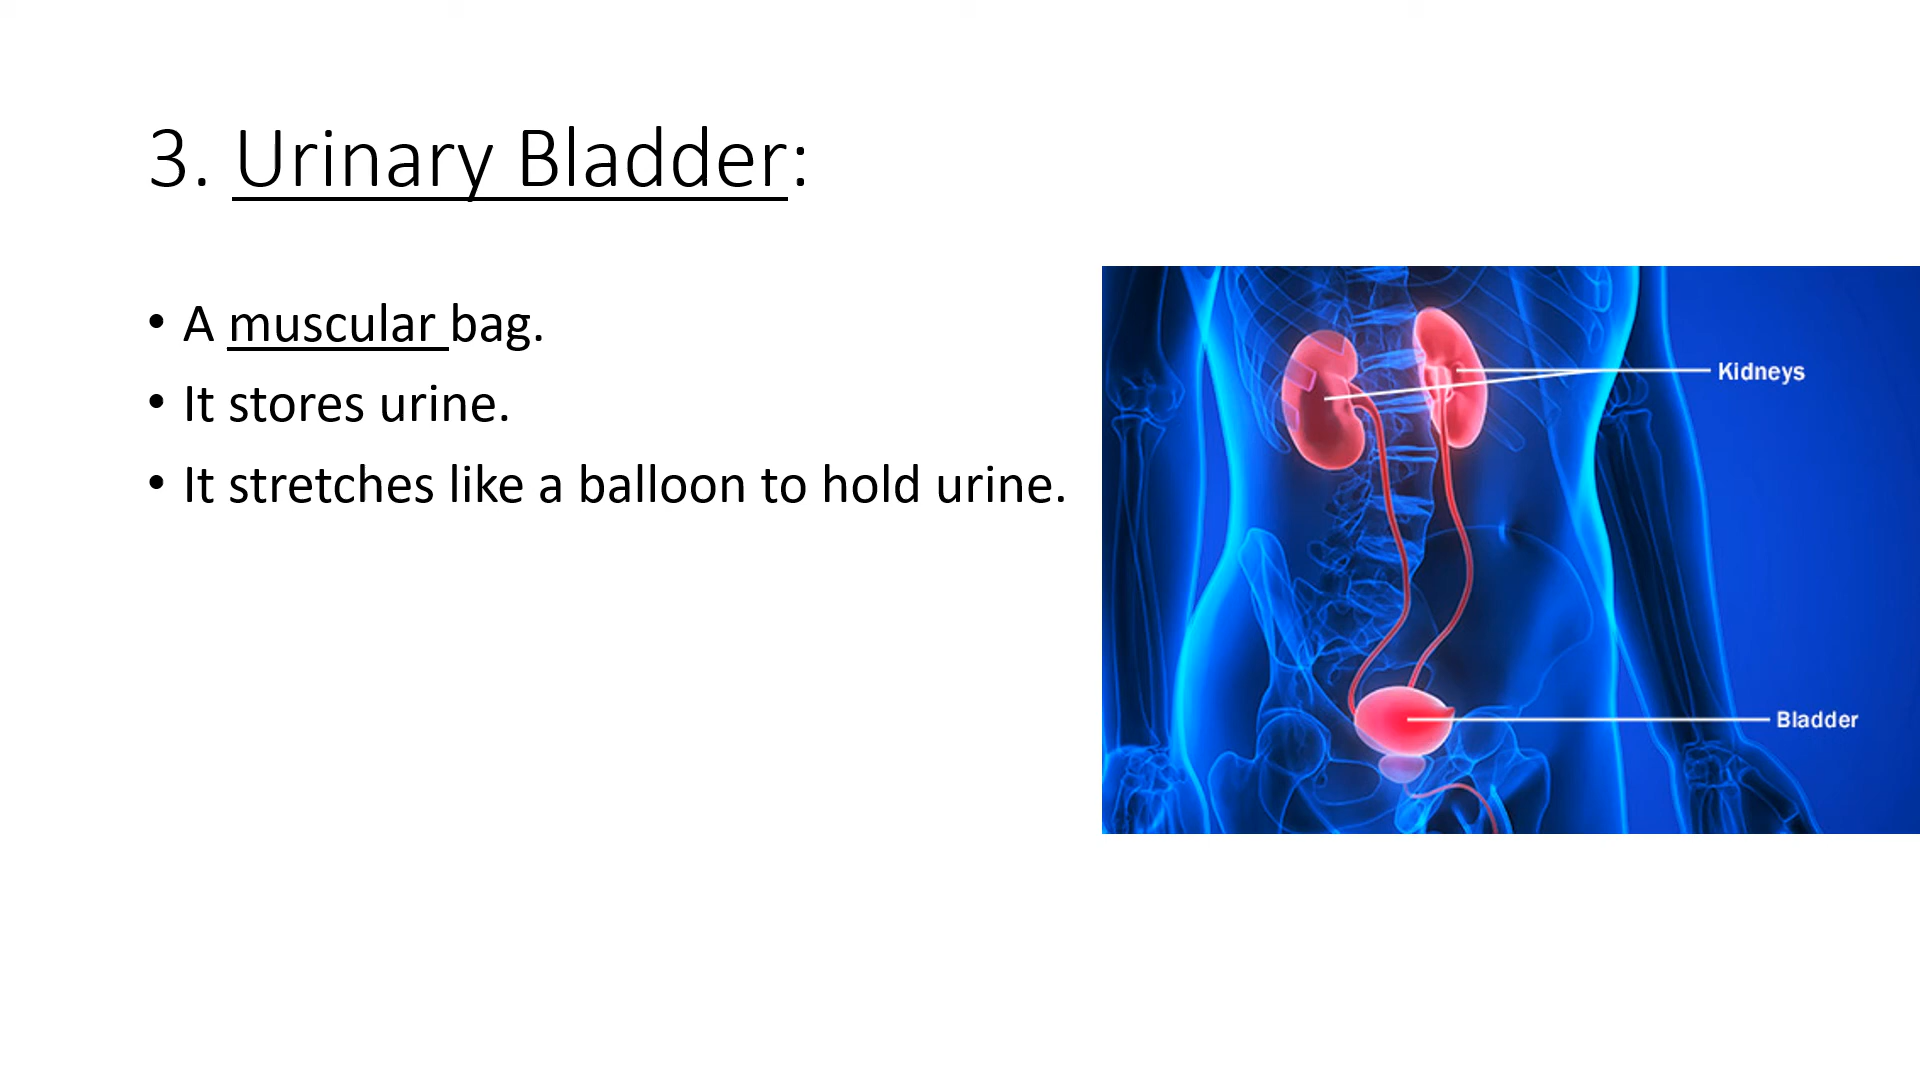 3. Urinary Bladder:
• A muscular bag.
• It stores urine.
• It stretches like a balloon to hold urine.
Kidneys
Bladder